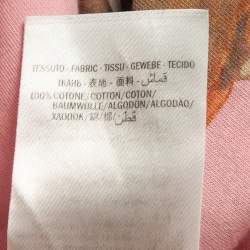 TESSUTO - FABRIC - TISSU - GEWEBE - TECIDO
ТКАНЬ - 表地 - 面料 - قماش
100% COTONE/COTTON/COTON/
BAUMWOLLE/ALGODON/ALGODÃO/
ХЛОПОК/綿/棉/قطن